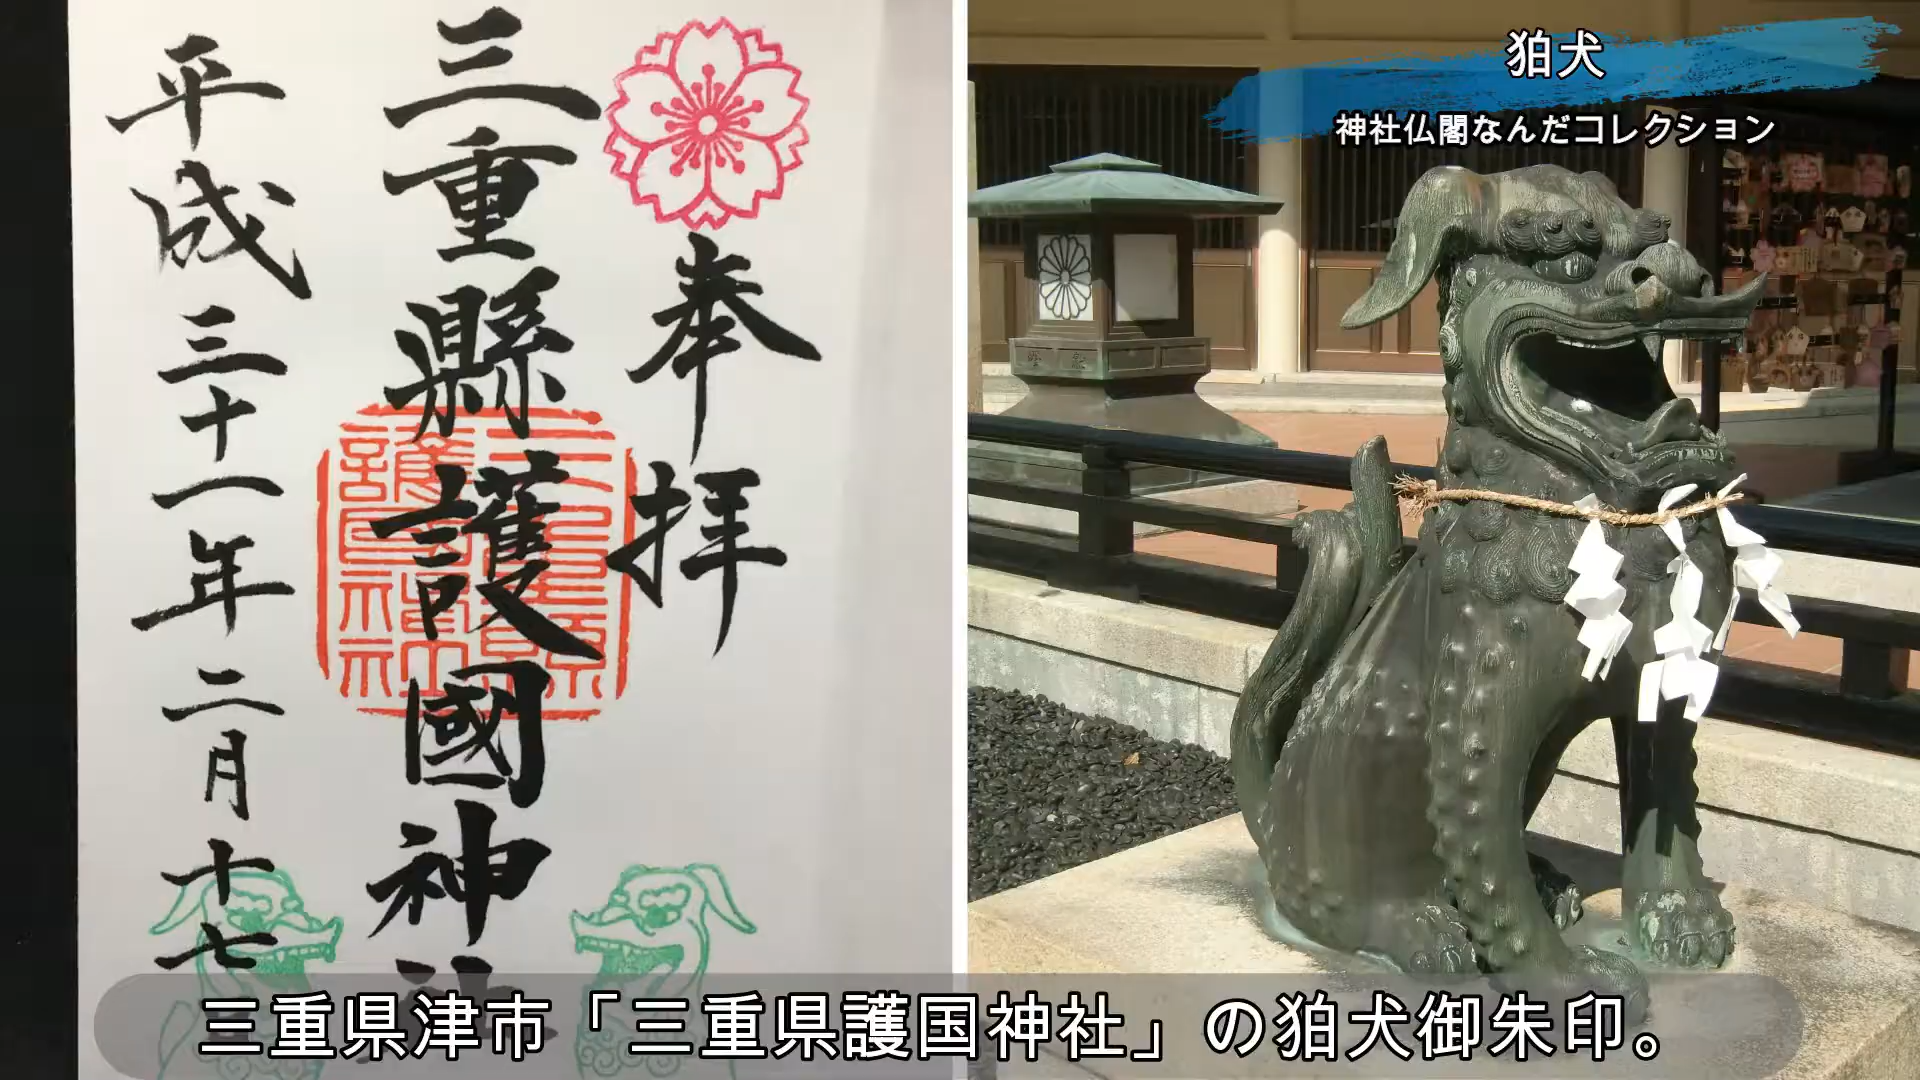 狛犬
神社仏閣なんだコレクション
奉拝
三重縣護國神社
平成三十一年二月十七
三重県津市「三重県護国神社」の狛犬御朱印。